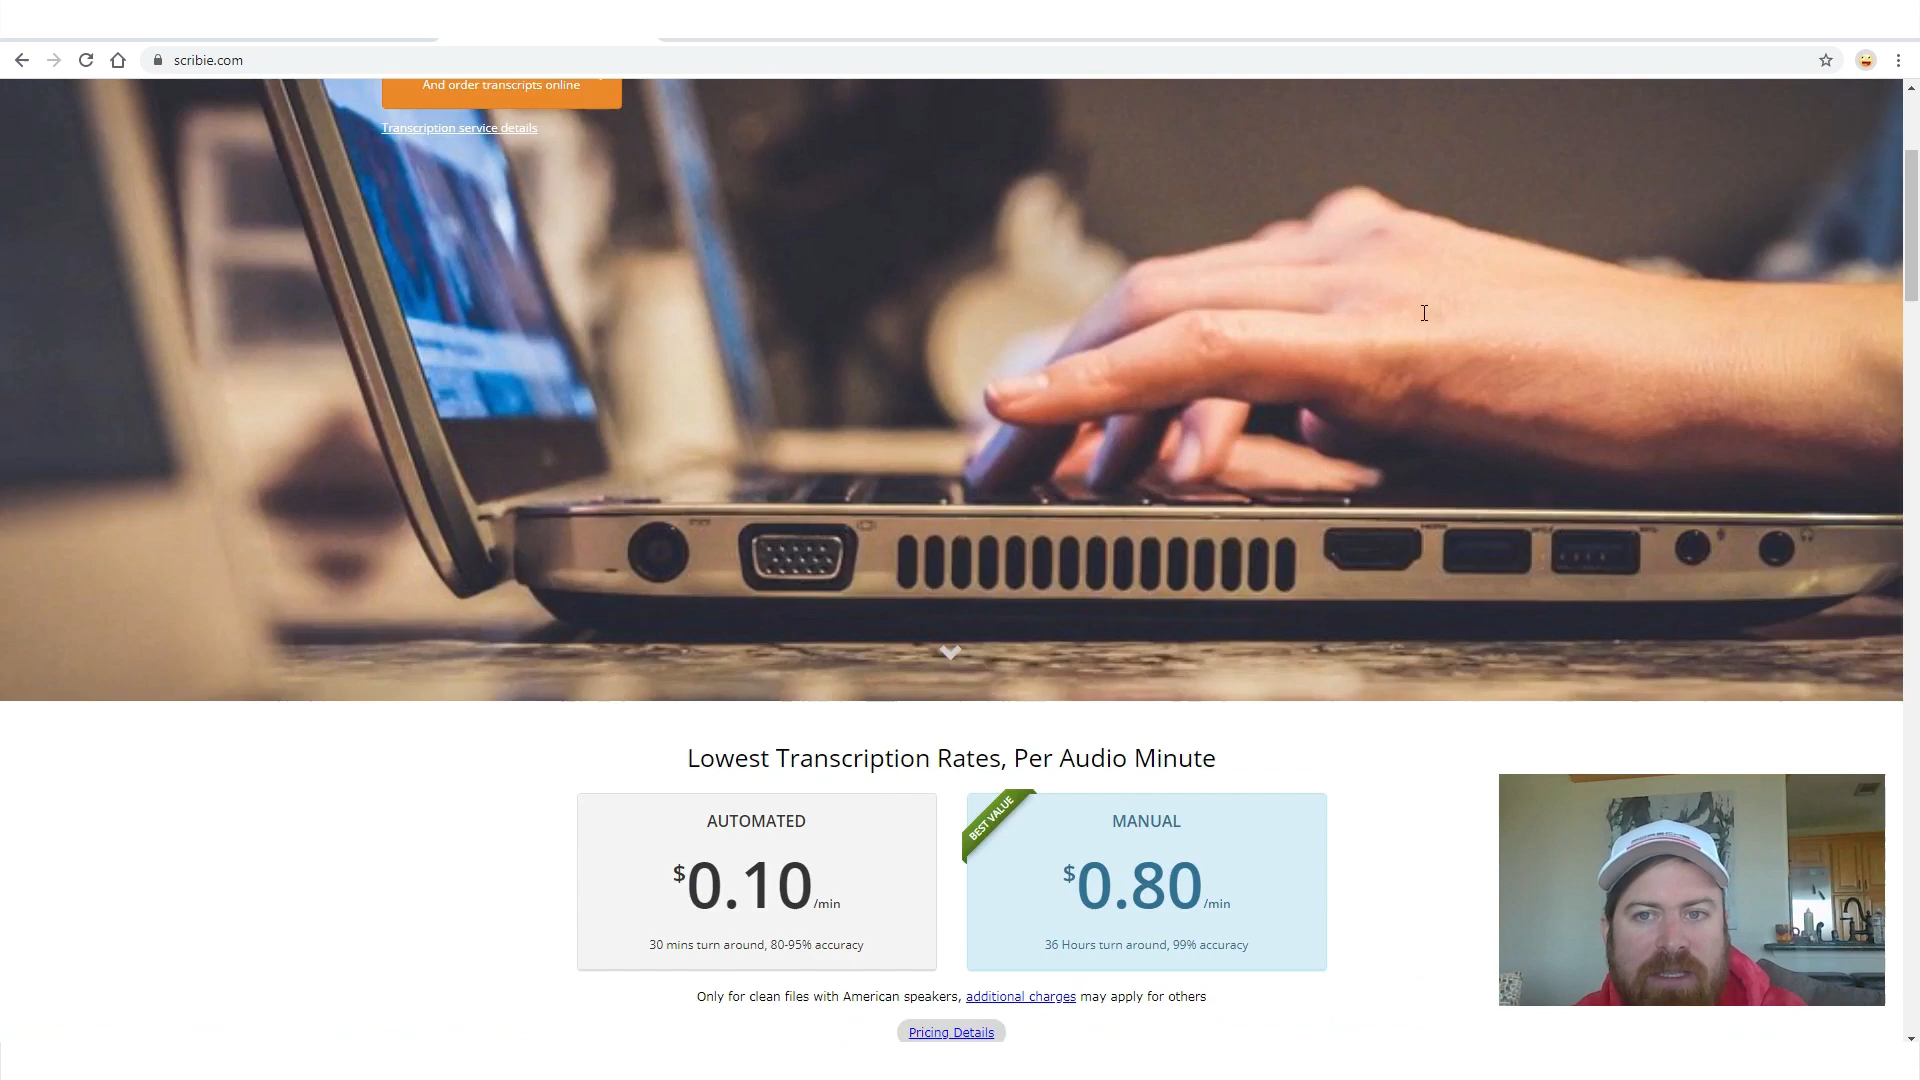 scribie.com
And order transcripts online
Transcription service details
Lowest Transcription Rates, Per Audio Minute
AUTOMATED
$0.10/min
30 mins turn around, 80-95% accuracy
BEST VALUE
MANUAL
$0.80/min
36 Hours turn around, 99% accuracy
Only for clean files with American speakers, additional charges may apply for others
Pricing Details